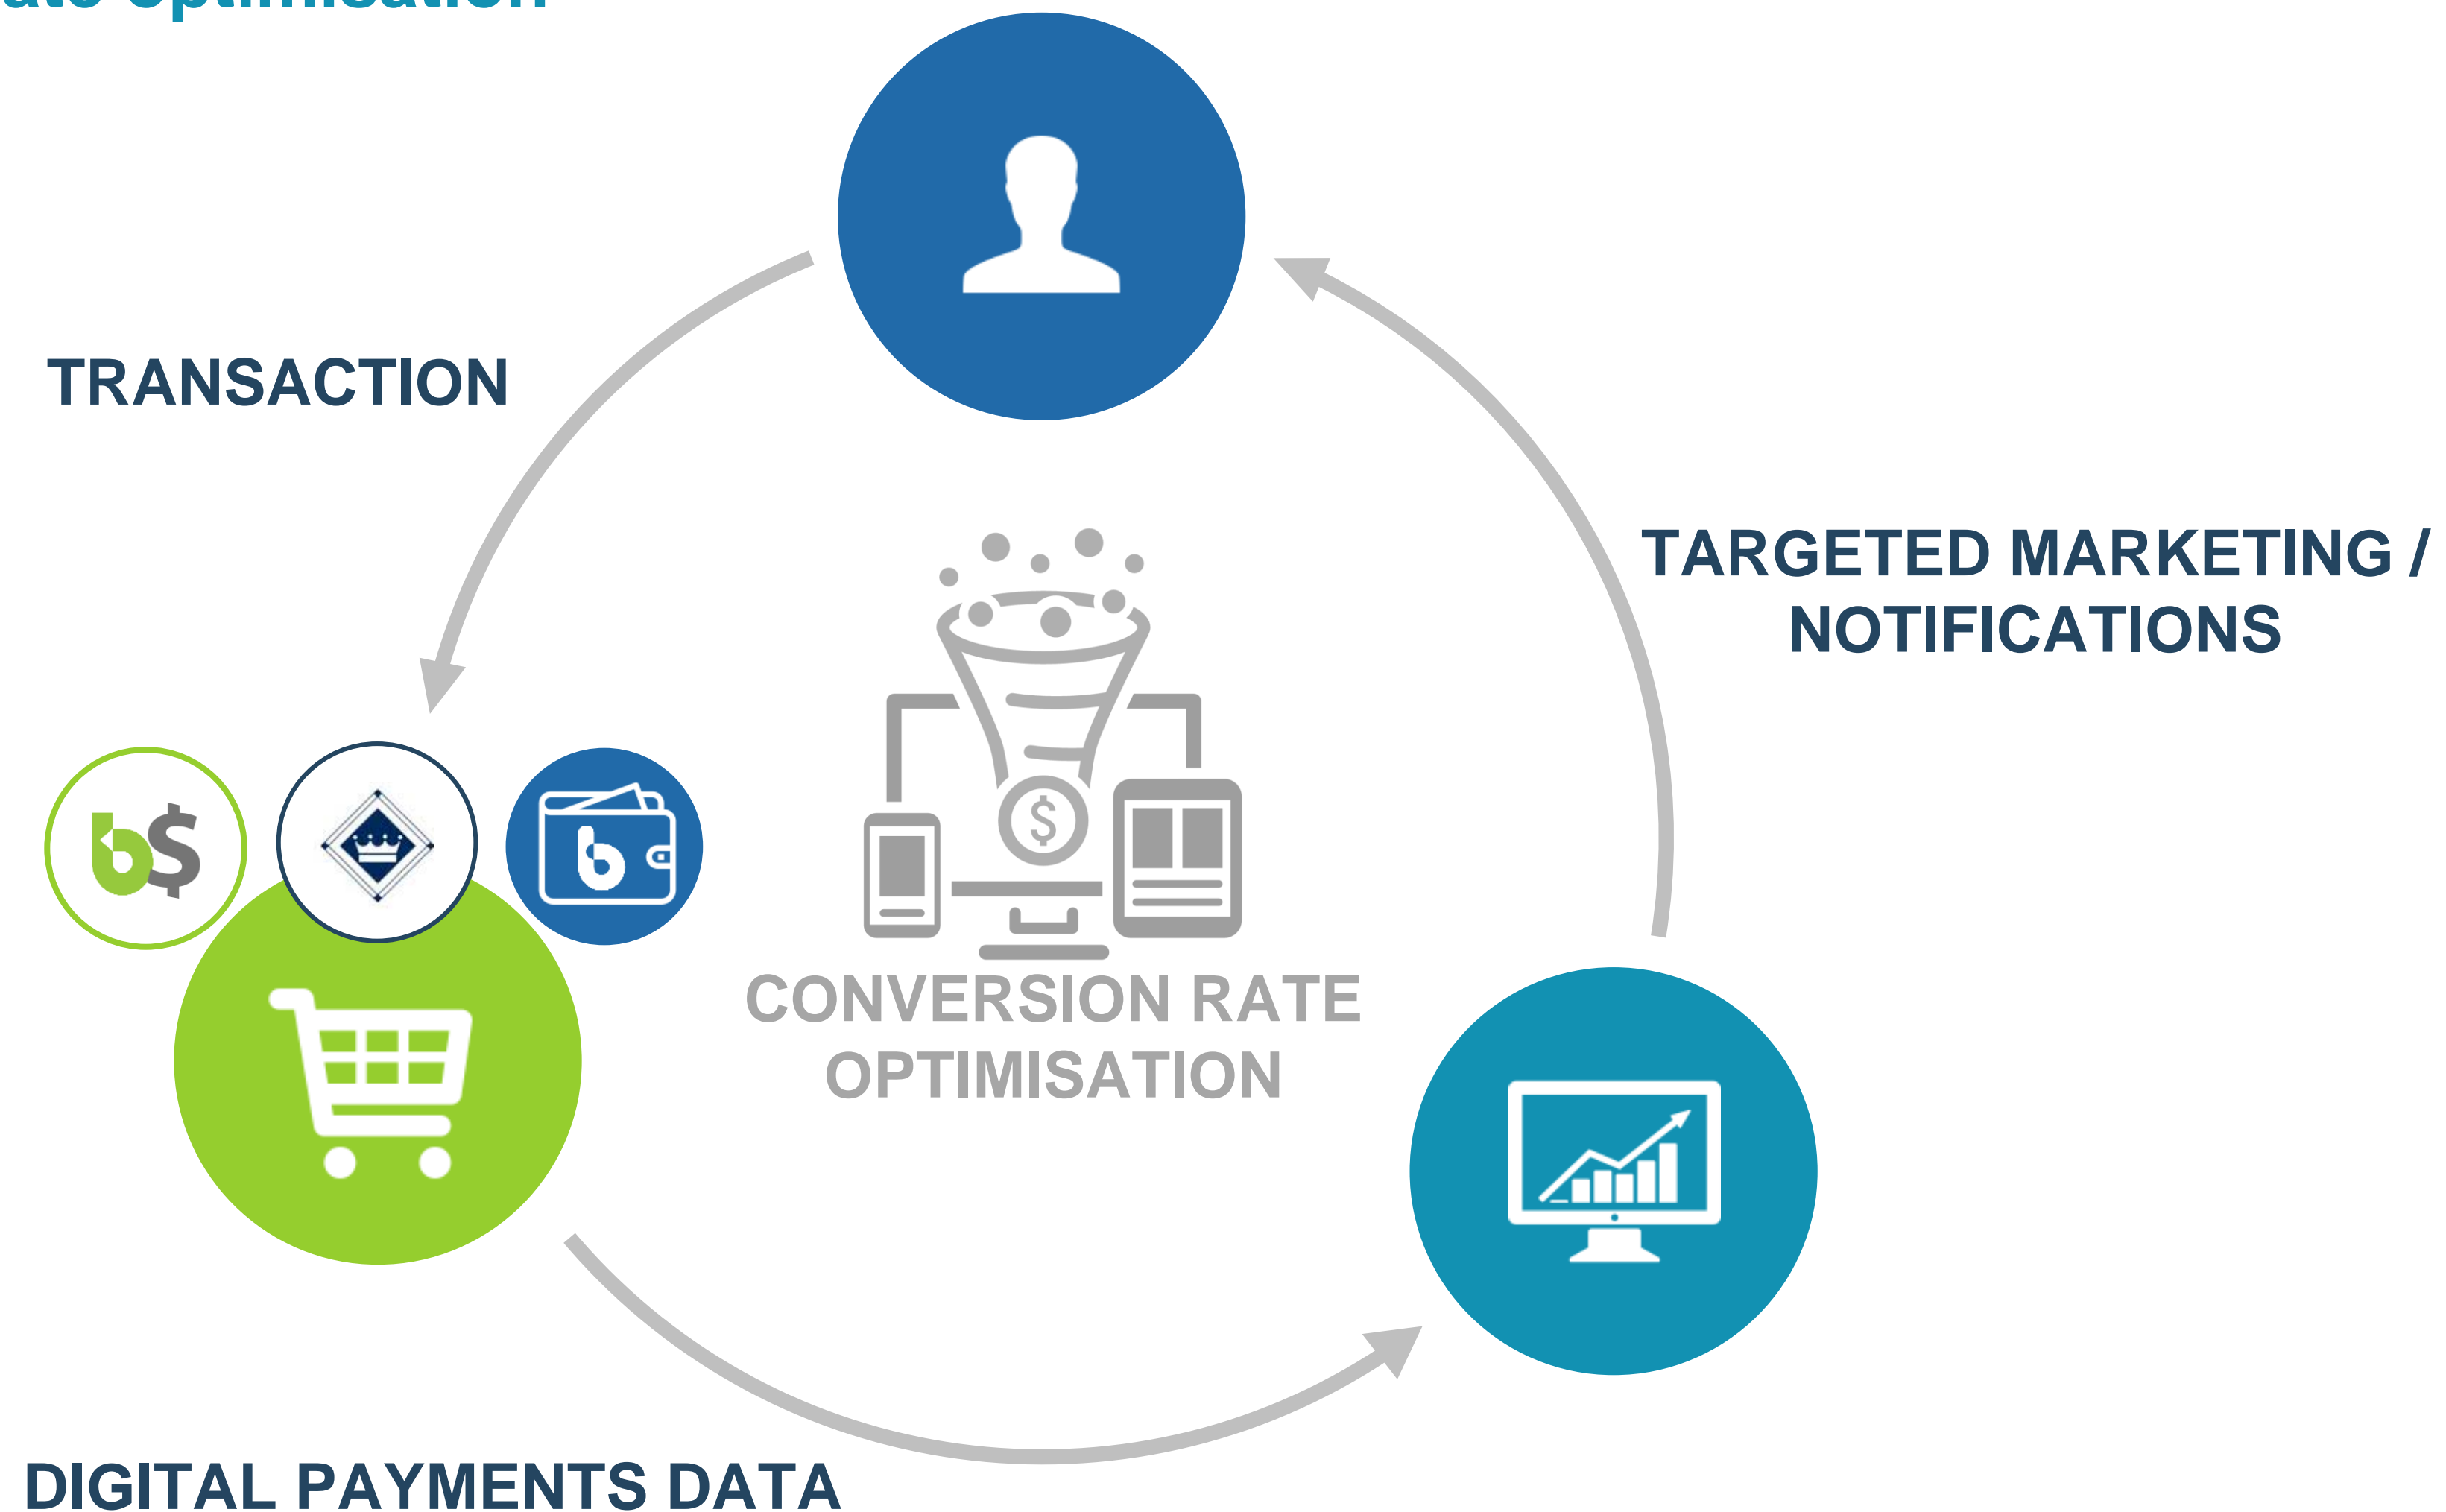 TRANSACTION
TARGETED MARKETING /
NOTIFICATIONS
b$
$
b
CONVERSION RATE
OPTIMISATION
DIGITAL PAYMENTS DATA